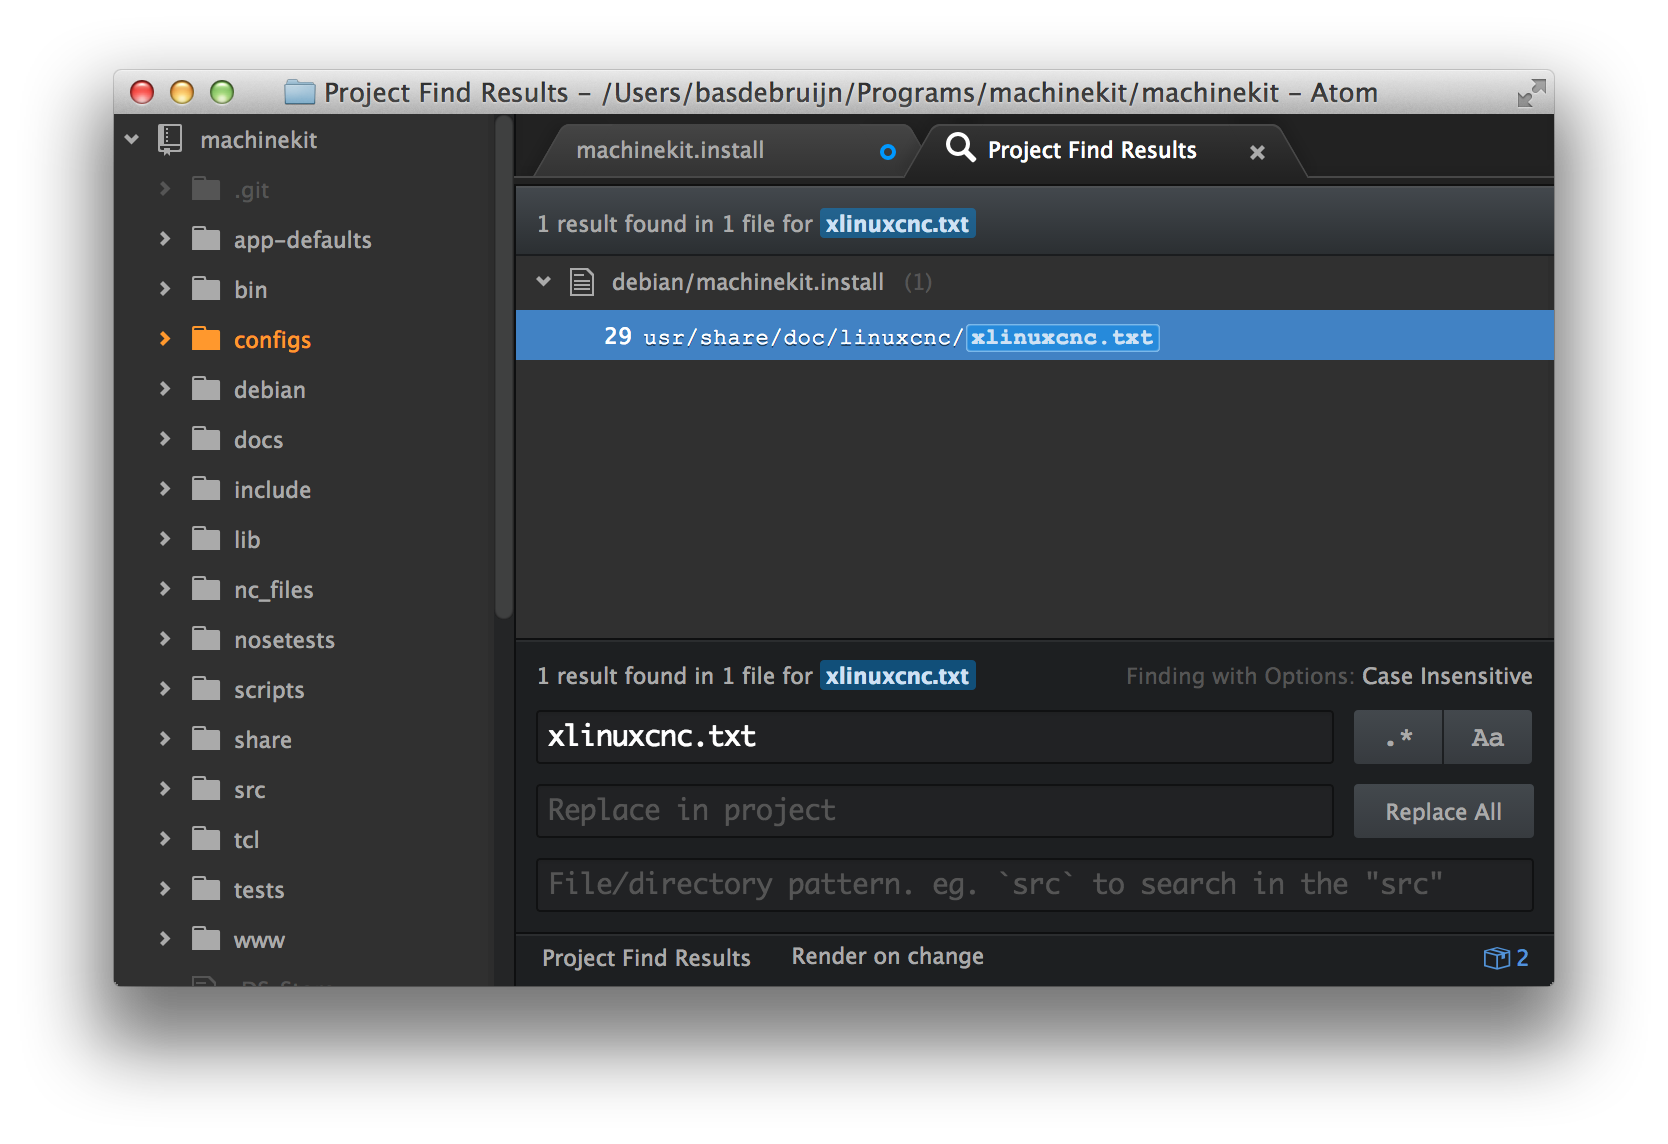 Project Find Results – /Users/basdebruijn/Programs/machinekit/machinekit – Atom
machinekit
.git
app-defaults
bin
configs
debian
docs
include
lib
nc_files
nosetests
scripts
share
src
tcl
tests
www
machinekit.install
Project Find Results
1 result found in 1 file for xlinuxcnc.txt
debian/machinekit.install (1)
29 usr/share/doc/linuxcnc/xlinuxcnc.txt
1 result found in 1 file for xlinuxcnc.txt
Finding with Options: Case Insensitive
xlinuxcnc.txt
.* Aa
Replace in project
Replace All
File/directory pattern. eg. `src` to search in the "src"
Project Find Results Render on change
2